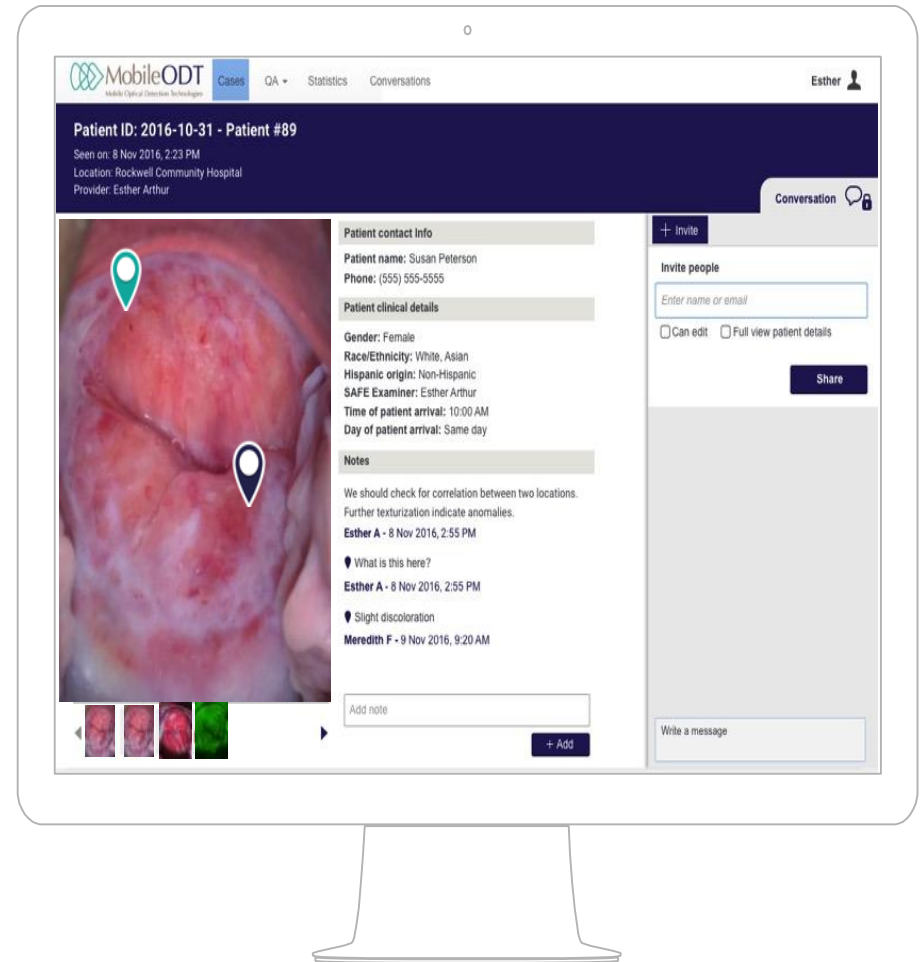 MobileODT
Mobile Optical Detection Technologies
Cases
QA
Statistics
Conversations
Esther
Patient ID: 2016-10-31 - Patient #89
Seen on: 8 Nov 2016, 2:23 PM
Location: Rockwell Community Hospital
Provider: Esther Arthur
Conversation
Patient contact Info
Patient name: Susan Peterson
Phone: (555) 555-5555
Patient clinical details
Gender: Female
Race/Ethnicity: White, Asian
Hispanic origin: Non-Hispanic
SAFE Examiner: Esther Arthur
Time of patient arrival: 10:00 AM
Day of patient arrival: Same day
Notes
We should check for correlation between two locations.
Further texturization indicate anomalies.
Esther A - 8 Nov 2016, 2:55 PM
What is this here?
Esther A - 8 Nov 2016, 2:55 PM
Slight discoloration
Meredith F - 9 Nov 2016, 9:20 AM
Add note
+ Add
+ Invite
Invite people
Enter name or email
Can edit
Full view patient details
Share
Write a message